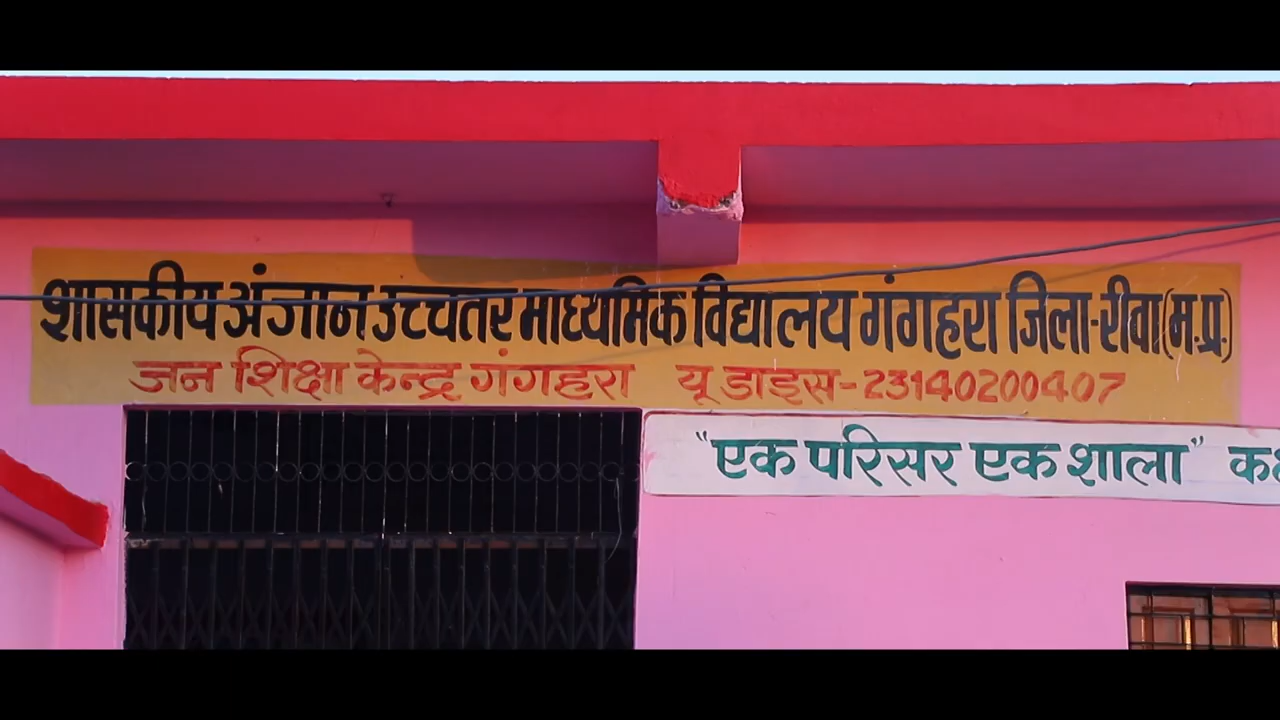 शासकीय अंजान उच्चतर माध्यमिक विद्यालय गंगहरा जिला-रीवा(म.प्र.)
जन शिक्षा केन्द्र गंगहरा यू डाइस-23140200407
"एक परिसर एक शाला"